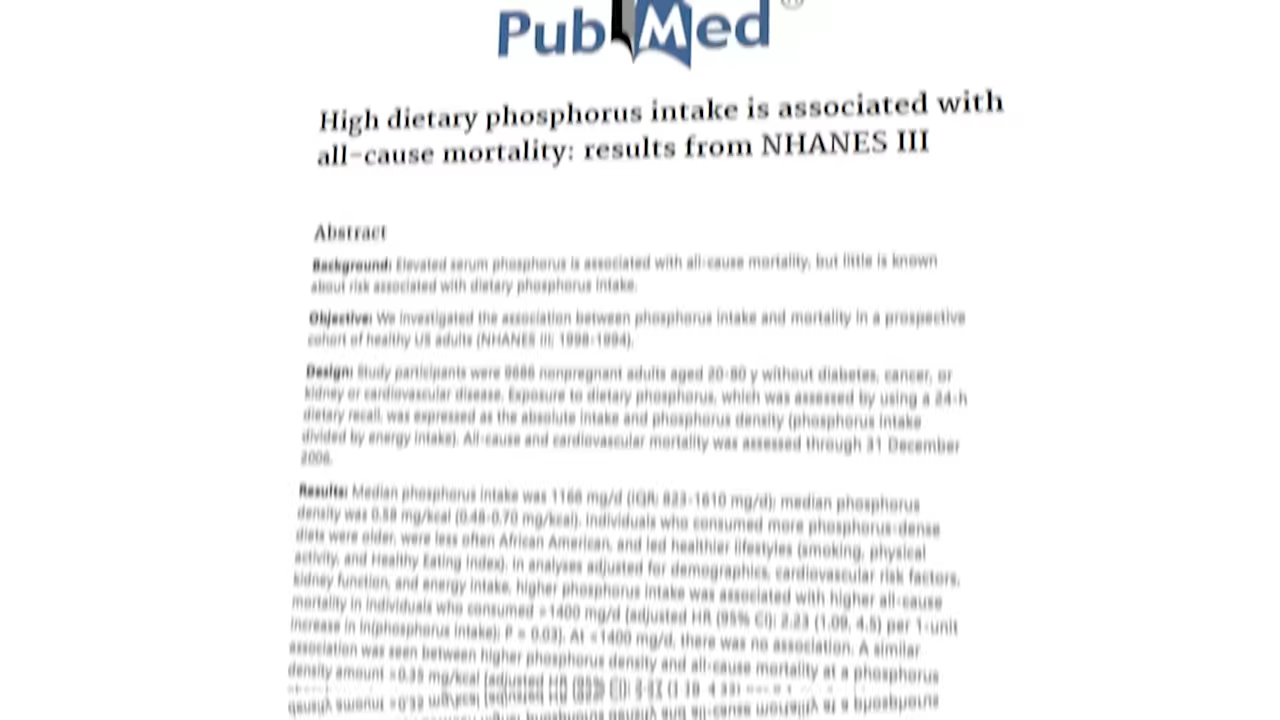 PubMed®
High dietary phosphorus intake is associated with
all-cause mortality: results from NHANES III
Abstract
Background: Elevated serum phosphorus is associated with all-cause mortality, but little is known
about risk associated with dietary phosphorus intake.
Objective: We investigated the association between phosphorus intake and mortality in a prospective
cohort of healthy US adults (NHANES III; 1998-1994).
Design: Study participants were 9686 nonpregnant adults aged 20-80 y without diabetes, cancer, or
kidney or cardiovascular disease. Exposure to dietary phosphorus, which was assessed by using a 24-h
dietary recall, was expressed as the absolute intake and phosphorus density (phosphorus intake
divided by energy intake). All-cause and cardiovascular mortality was assessed through 31 December
2006.
Results: Median phosphorus intake was 1166 mg/d (IQR: 823-1610 mg/d); median phosphorus
density was 0.58 mg/kcal (0.48-0.70 mg/kcal). Individuals who consumed more phosphorus-dense
diets were older, were less often African American, and led healthier lifestyles (smoking, physical
activity, and Healthy Eating Index). In analyses adjusted for demographics, cardiovascular risk factors,
kidney function, and energy intake, higher phosphorus intake was associated with higher all-cause
mortality in individuals who consumed >1400 mg/d (adjusted HR (95% CI): 2.23 (1.09, 4.5) per 1-unit
increase in ln(phosphorus intake); P = 0.03). At <1400 mg/d, there was no association. A similar
association was seen between higher phosphorus density and all-cause mortality at a phosphorus
density amount >0.35 mg/kcal